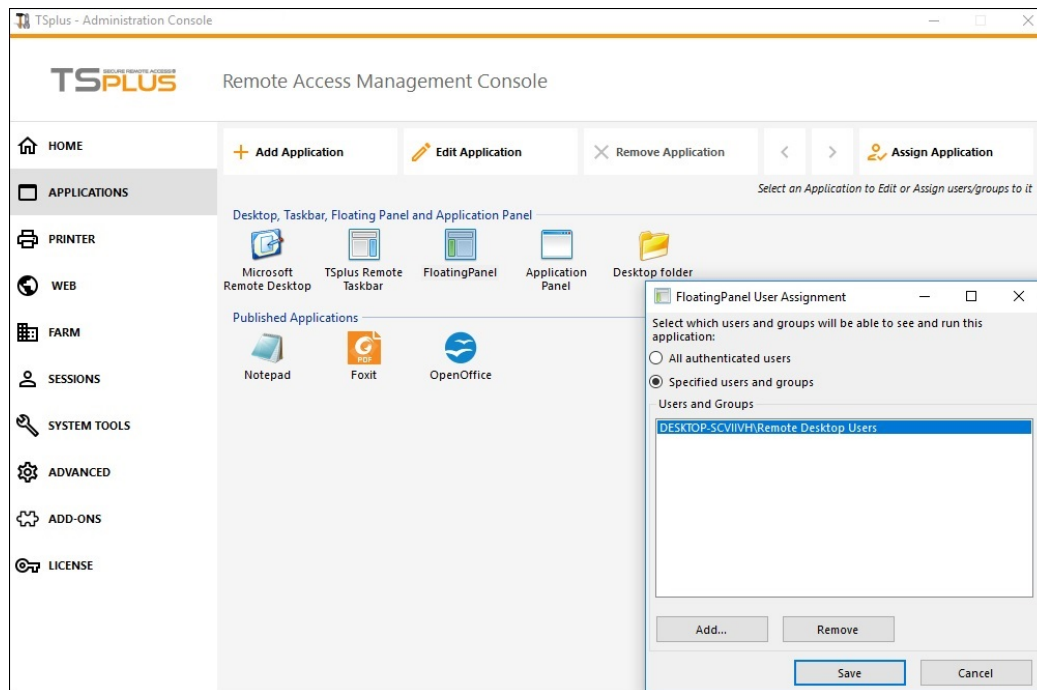 TSplus - Administration Console
SECURE REMOTE ACCESS
TSPLUS
Remote Access Management Console
HOME
APPLICATIONS
PRINTER
WEB
FARM
SESSIONS
SYSTEM TOOLS
ADVANCED
ADD-ONS
LICENSE
Add Application
Edit Application
Remove Application
<
>
Assign Application
Select an Application to Edit or Assign users/groups to it
Desktop, Taskbar, Floating Panel and Application Panel
Microsoft
Remote Desktop
TSplus Remote
Taskbar
FloatingPanel
Application
Panel
Desktop folder
Published Applications
Notepad
PDF
Foxit
OpenOffice
FloatingPanel User Assignment
Select which users and groups will be able to see and run this
application:
All authenticated users
Specified users and groups
Users and Groups
DESKTOP-SCVIIVH\Remote Desktop Users
Add...
Remove
Save
Cancel